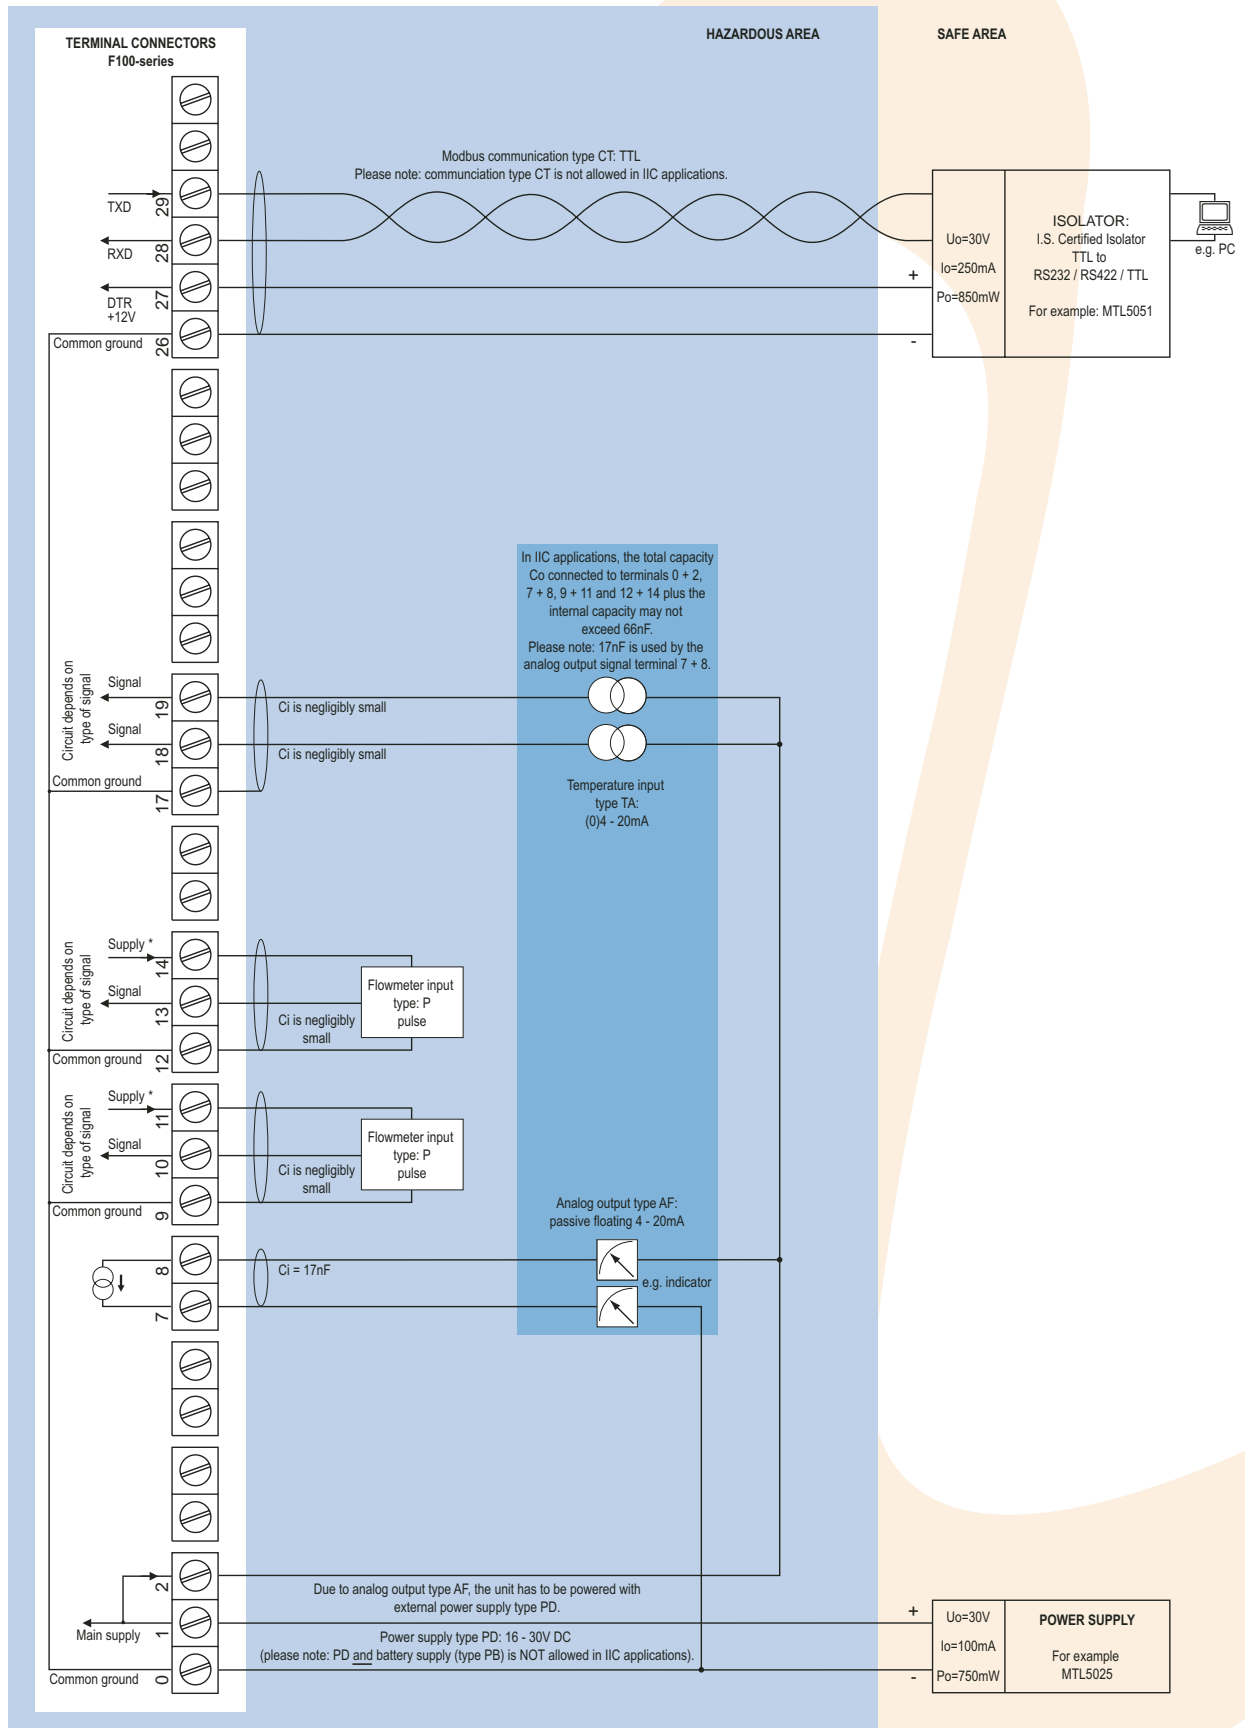 TERMINAL CONNECTORS
F100-series
HAZARDOUS AREA
SAFE AREA
Modbus communication type CT: TTL
Please note: communciation type CT is not allowed in IIC applications.
TXD
29
RXD
28
DTR
+12V
27
Common ground
26
+
-
Uo=30V
Io=250mA
Po=850mW
ISOLATOR:
I.S. Certified Isolator
TTL to
RS232 / RS422 / TTL
For example: MTL5051
e.g. PC
In IIC applications, the total capacity
Co connected to terminals 0 + 2,
7 + 8, 9 + 11 and 12 + 14 plus the
internal capacity may not
exceed 66nF.
Please note: 17nF is used by the
analog output signal terminal 7 + 8.
Circuit depends on
type of signal
Signal
19
Ci is negligibly small
Signal
18
Ci is negligibly small
Common ground
17
Temperature input
type TA:
(0)4 - 20mA
Circuit depends on
type of signal
Supply *
14
Signal
13
Common ground
12
Ci is negligibly
small
Flowmeter input
type: P
pulse
Circuit depends on
type of signal
Supply *
11
Signal
10
Common ground
9
Ci is negligibly
small
Flowmeter input
type: P
pulse
Analog output type AF:
passive floating 4 - 20mA
8
Ci = 17nF
e.g. indicator
7
2
Due to analog output type AF, the unit has to be powered with
external power supply type PD.
Main supply
1
Power supply type PD: 16 - 30V DC
(please note: PD and battery supply (type PB) is NOT allowed in IIC applications).
Common ground
0
+
-
Uo=30V
Io=100mA
Po=750mW
POWER SUPPLY
For example
MTL5025